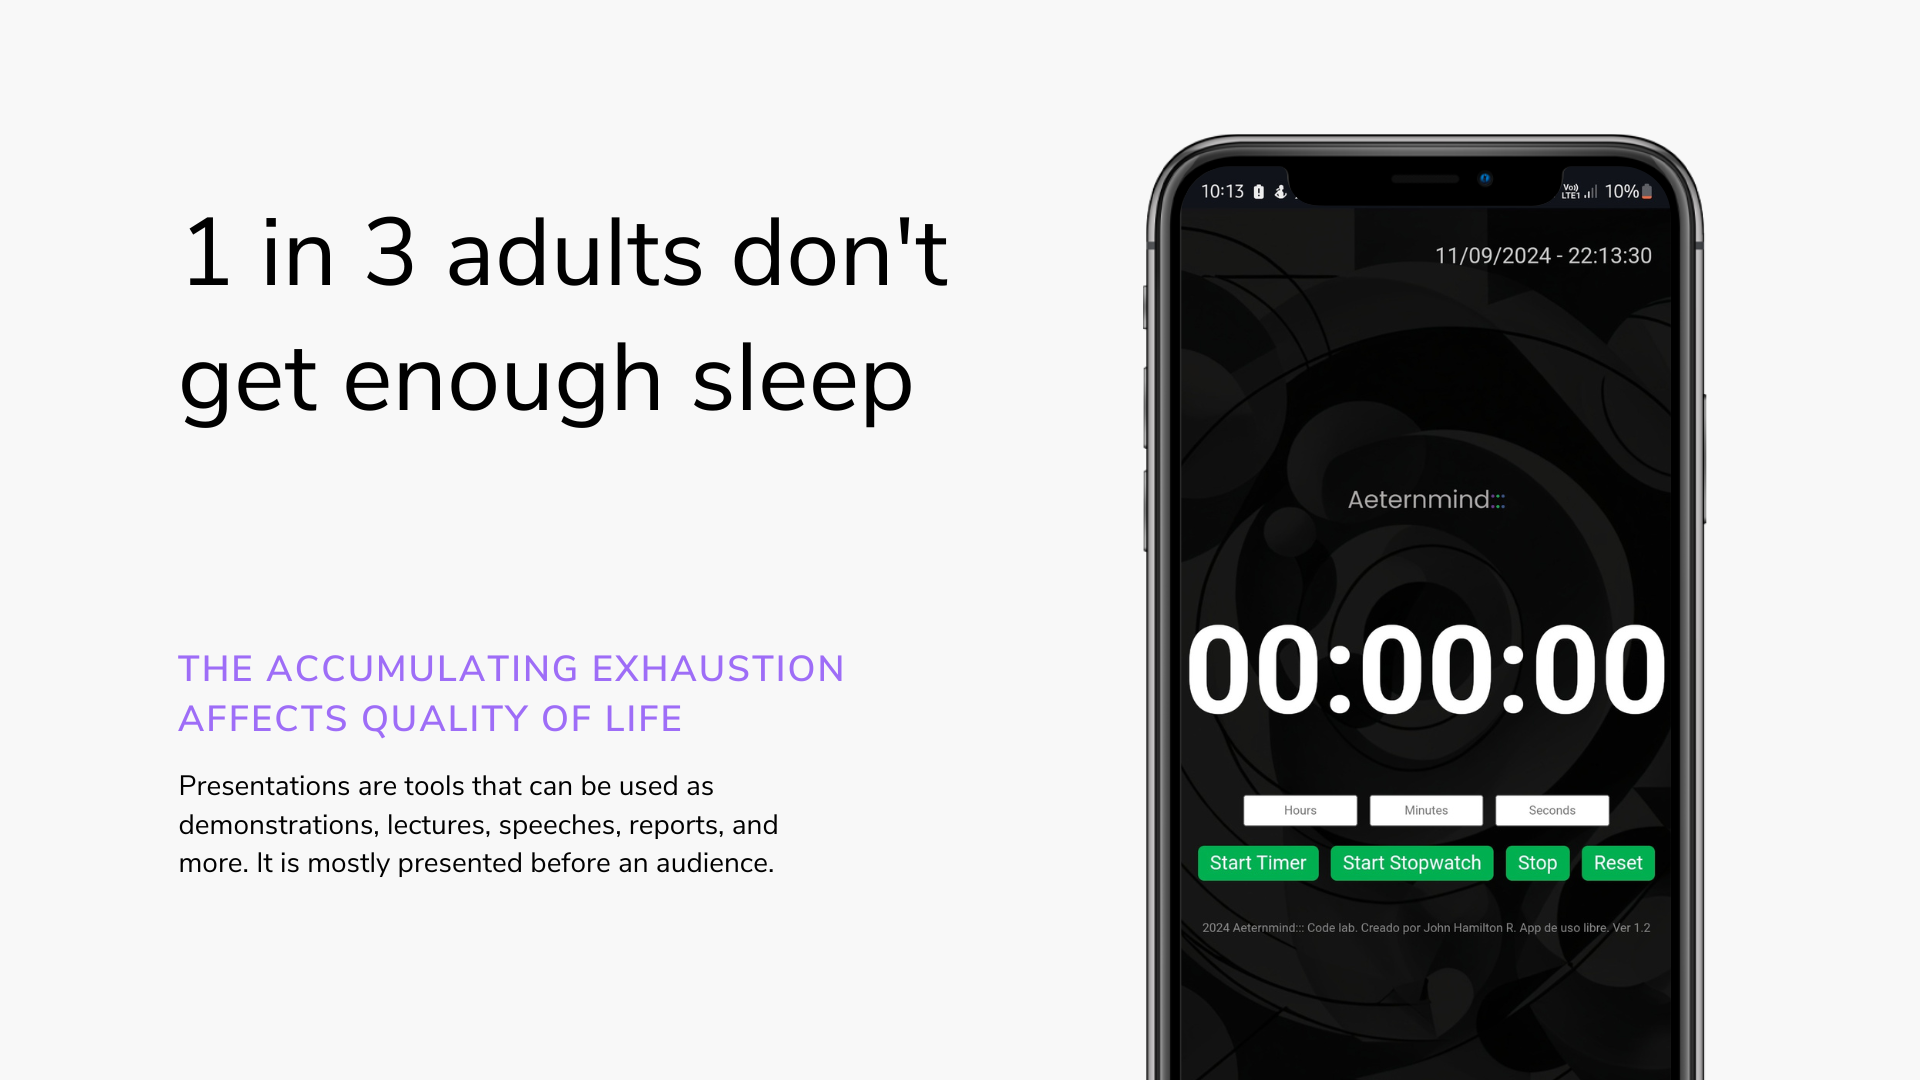 1 in 3 adults don't
get enough sleep
THE ACCUMULATING EXHAUSTION
AFFECTS QUALITY OF LIFE
Presentations are tools that can be used as
demonstrations, lectures, speeches, reports, and
more. It is mostly presented before an audience.
10:13 Vo)) LTE1 10%
11/09/2024 - 22:13:30
Aeternmind:::
00:00:00
Hours Minutes Seconds
Start Timer Start Stopwatch Stop Reset
2024 Aeternmind::: Code lab. Creado por John Hamilton R. App de uso libre. Ver 1.2